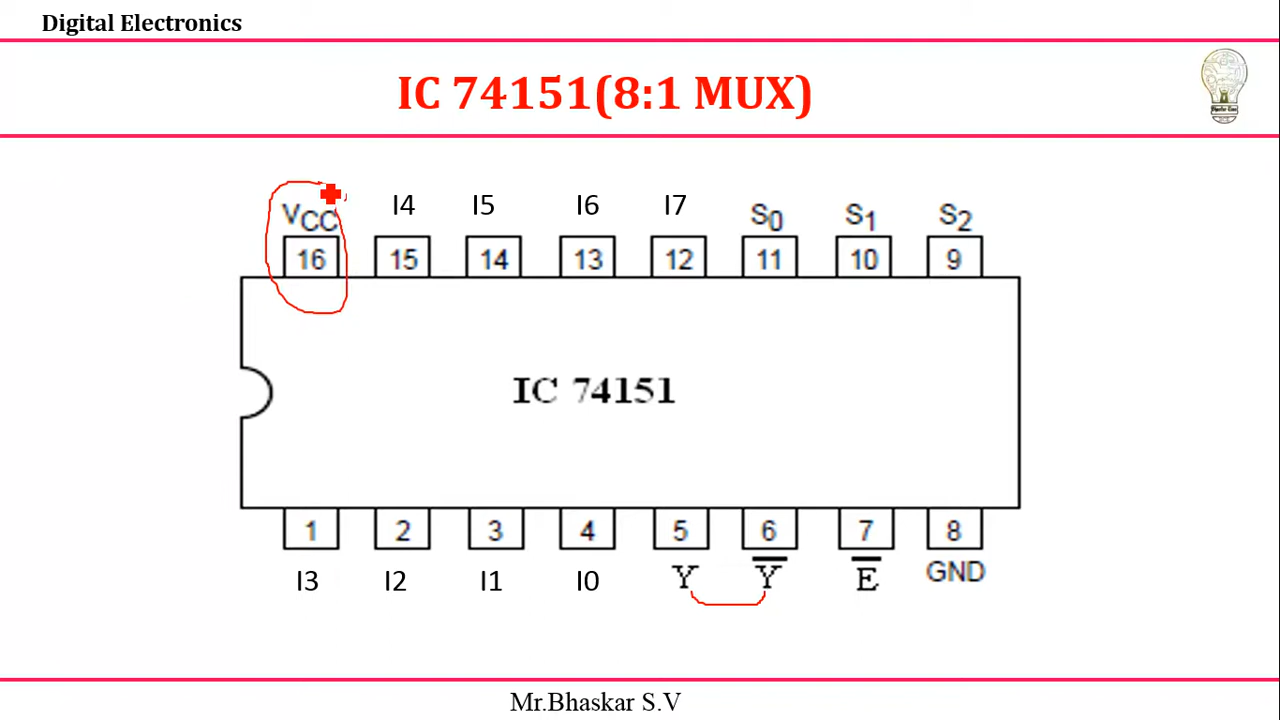 Digital Electronics
IC 74151(8:1 MUX)
VCC I4 I5 I6 I7 S0 S1 S2
16 15 14 13 12 11 10 9
IC 74151
1 2 3 4 5 6 7 8
I3 I2 I1 I0 Y Y̅ E̅ GND
Mr.Bhaskar S.V